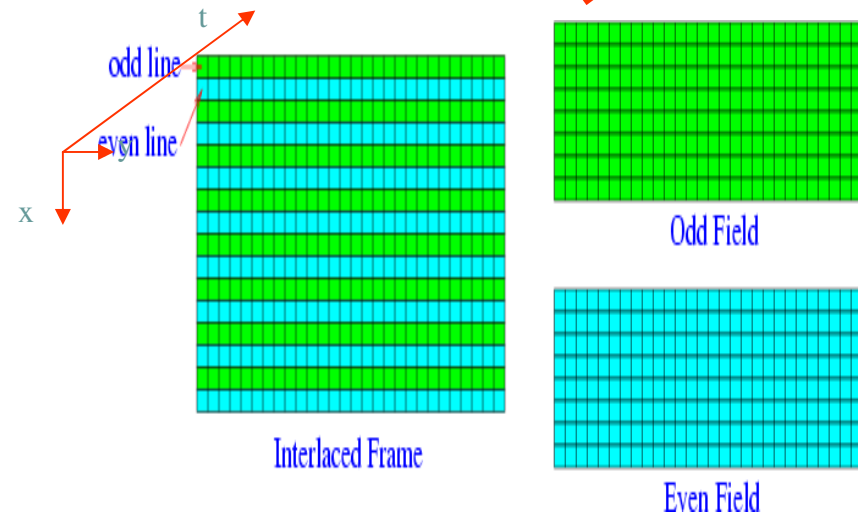 t
odd line
even line
y
x
Odd Field
Interlaced Frame
Even Field